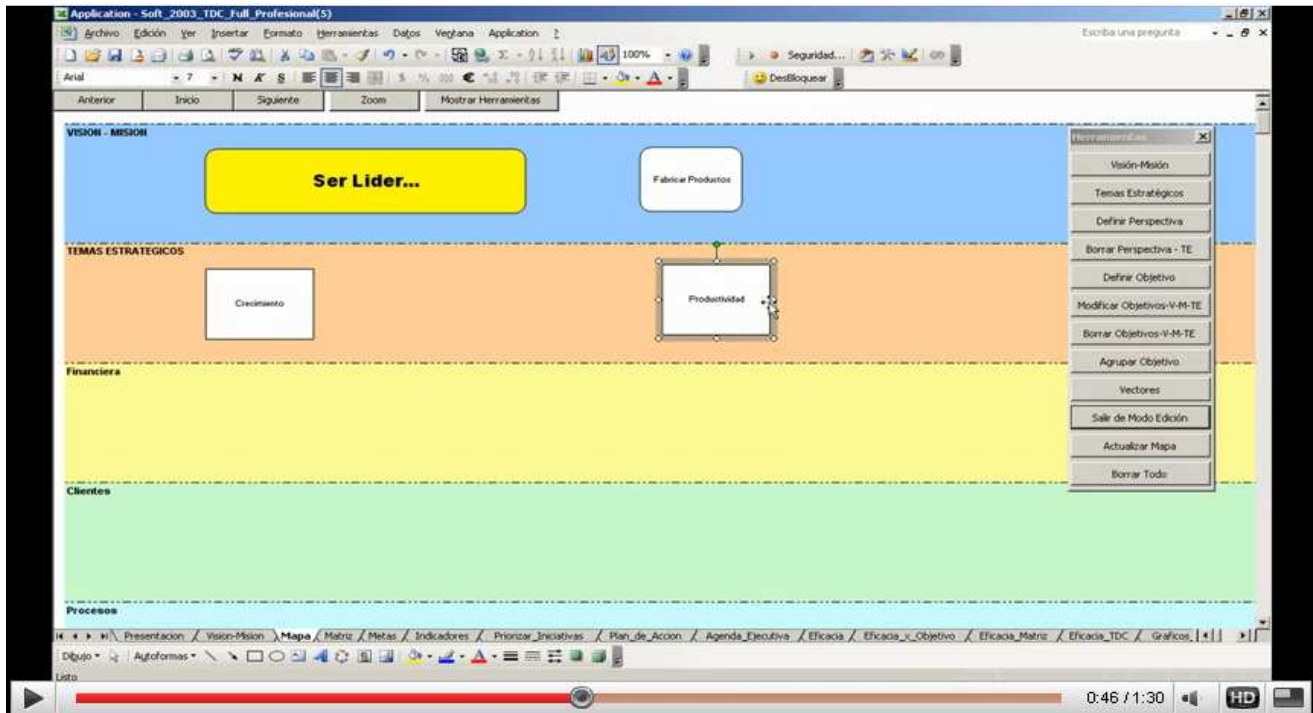 Application - Soft_2003_TDC_Full_Profesional(5)
Archivo Edición Ver Insertar Formato Herramientas Datos Ventana Application ? Escriba una pregunta
100% Seguridad...
Arial 7 N K S € DesBloquear
Anterior Inicio Siguiente Zoom Mostrar Herramientas
VISION - MISION
Ser Lider...
Fabricar Productos
TEMAS ESTRATEGICOS
Crecimiento
Productividad
Financiera
Clientes
Procesos
Herramientas
Visión-Misión
Temas Estratégicos
Definir Perspectiva
Borrar Perspectiva - TE
Definir Objetivo
Modificar Objetivos-V-M-TE
Borrar Objetivos-V-M-TE
Agrupar Objetivo
Vectores
Salir de Modo Edición
Actualizar Mapa
Borrar Todo
Presentacion / Vision-Mision / Mapa / Matriz / Metas / Indicadores / Priorizar_Iniciativas / Plan_de_Accion / Agenda_Ejecutiva / Eficacia / Eficacia_x_Objetivo / Eficacia_Matriz / Eficacia_TDC / Graficos_
Dibujo Autoformas
Listo
0:46 / 1:30 HD